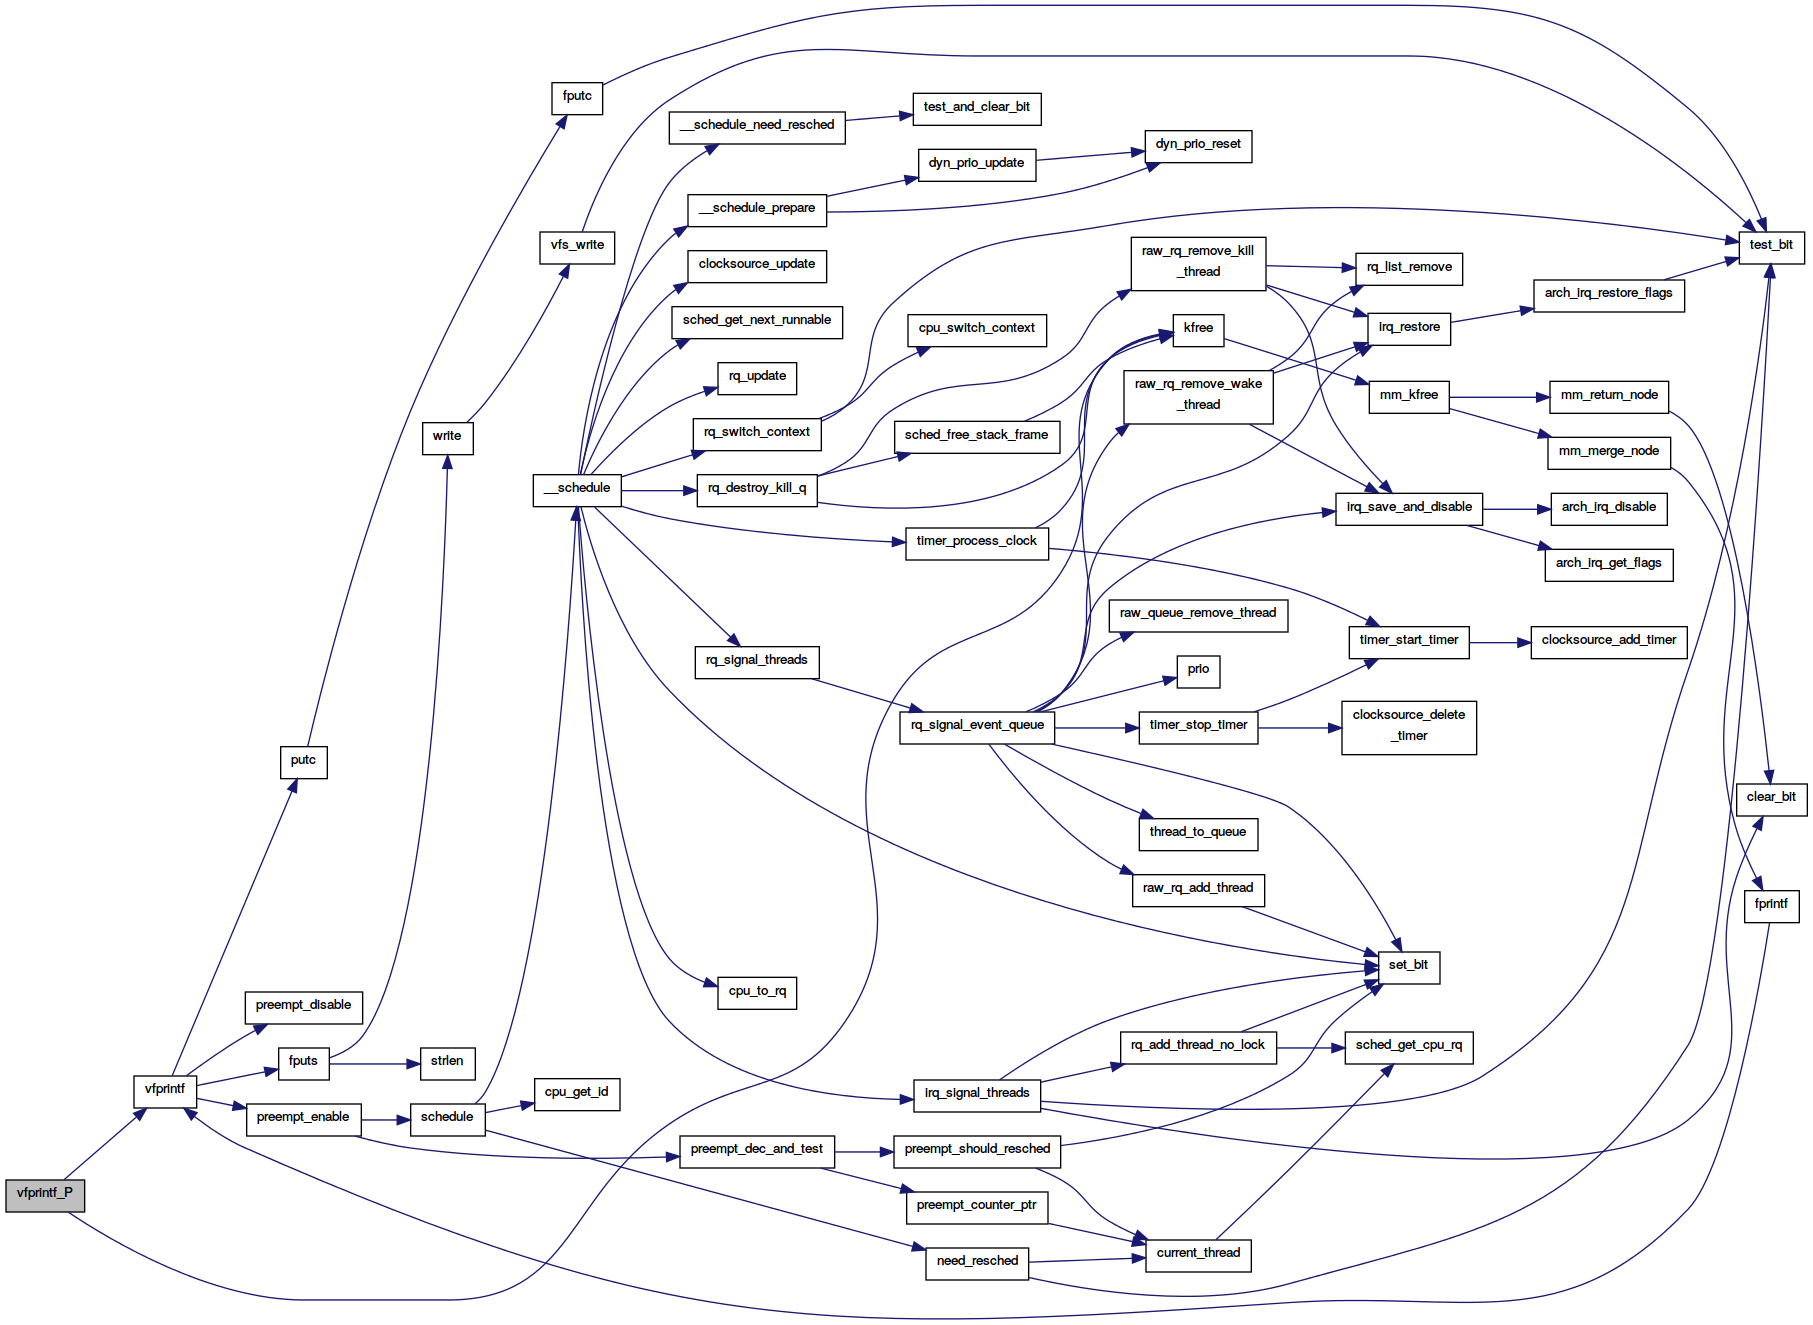 fputc
test_and_clear_bit
__schedule_need_resched
dyn_prio_reset
dyn_prio_update
__schedule_prepare
vfs_write
test_bit
raw_rq_remove_kill
_thread
clocksource_update
rq_list_remove
arch_irq_restore_flags
sched_get_next_runnable
cpu_switch_context
kfree
irq_restore
rq_update
raw_rq_remove_wake
_thread
mm_kfree
mm_return_node
write
rq_switch_context
sched_free_stack_frame
mm_merge_node
__schedule
rq_destroy_kill_q
irq_save_and_disable
arch_irq_disable
timer_process_clock
arch_irq_get_flags
raw_queue_remove_thread
timer_start_timer
clocksource_add_timer
rq_signal_threads
prio
rq_signal_event_queue
timer_stop_timer
clocksource_delete
_timer
putc
clear_bit
thread_to_queue
raw_rq_add_thread
fprintf
set_bit
cpu_to_rq
preempt_disable
rq_add_thread_no_lock
sched_get_cpu_rq
fputs
strlen
vfprintf
cpu_get_id
irq_signal_threads
preempt_enable
schedule
preempt_dec_and_test
preempt_should_resched
vfprintf_P
preempt_counter_ptr
current_thread
need_resched